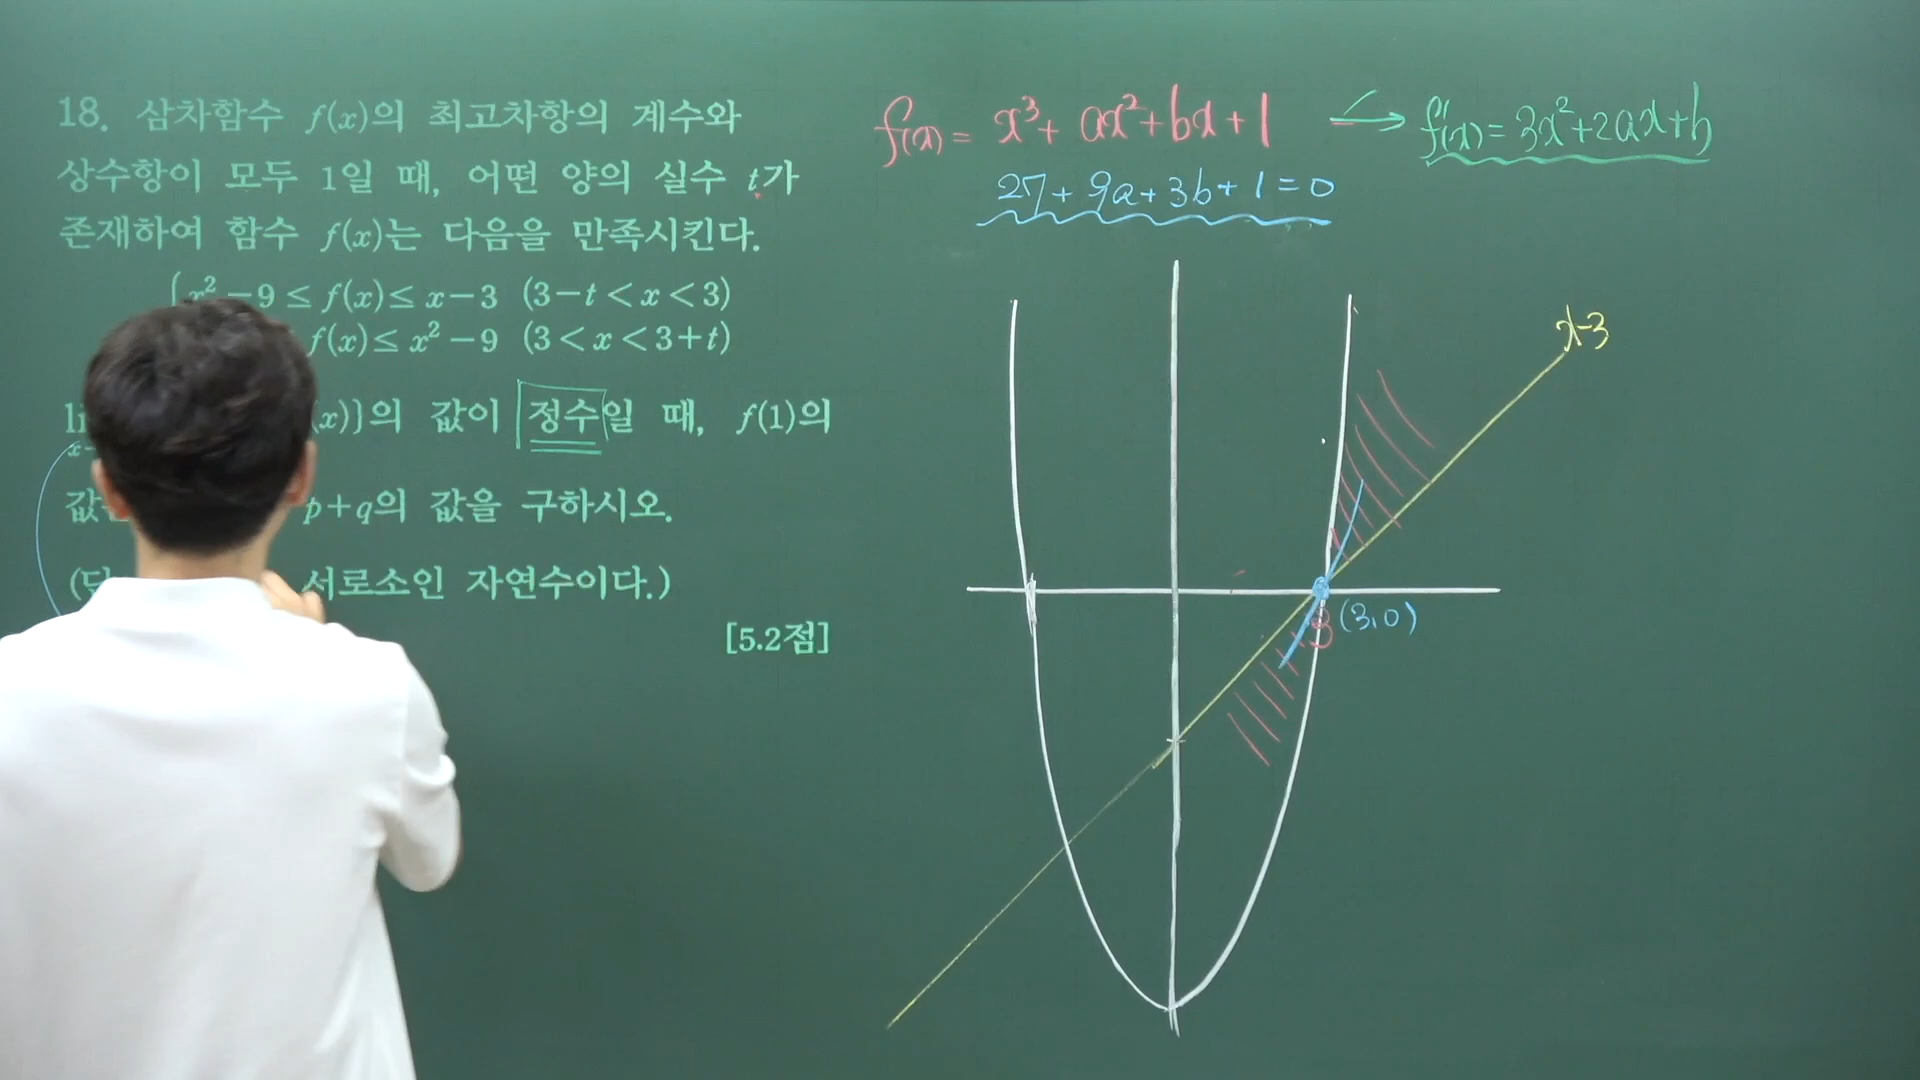 18. 삼차함수 f(x)의 최고차항의 계수와
상수항이 모두 1일 때, 어떤 양의 실수 t가
존재하여 함수 f(x)는 다음을 만족시킨다.
x² - 9 ≤ f(x) ≤ x - 3 (3 - t < x < 3)
f(x) ≤ x² - 9 (3 < x < 3 + t)
(x)}의 값이 정수일 때, f(1)의
p+q의 값을 구하시오.
서로소인 자연수이다.)
[5.2점]
f(x) = x³ + ax² + bx + 1 → f'(x) = 3x² + 2ax + b
27 + 9a + 3b + 1 = 0
x-3
3 (3,0)